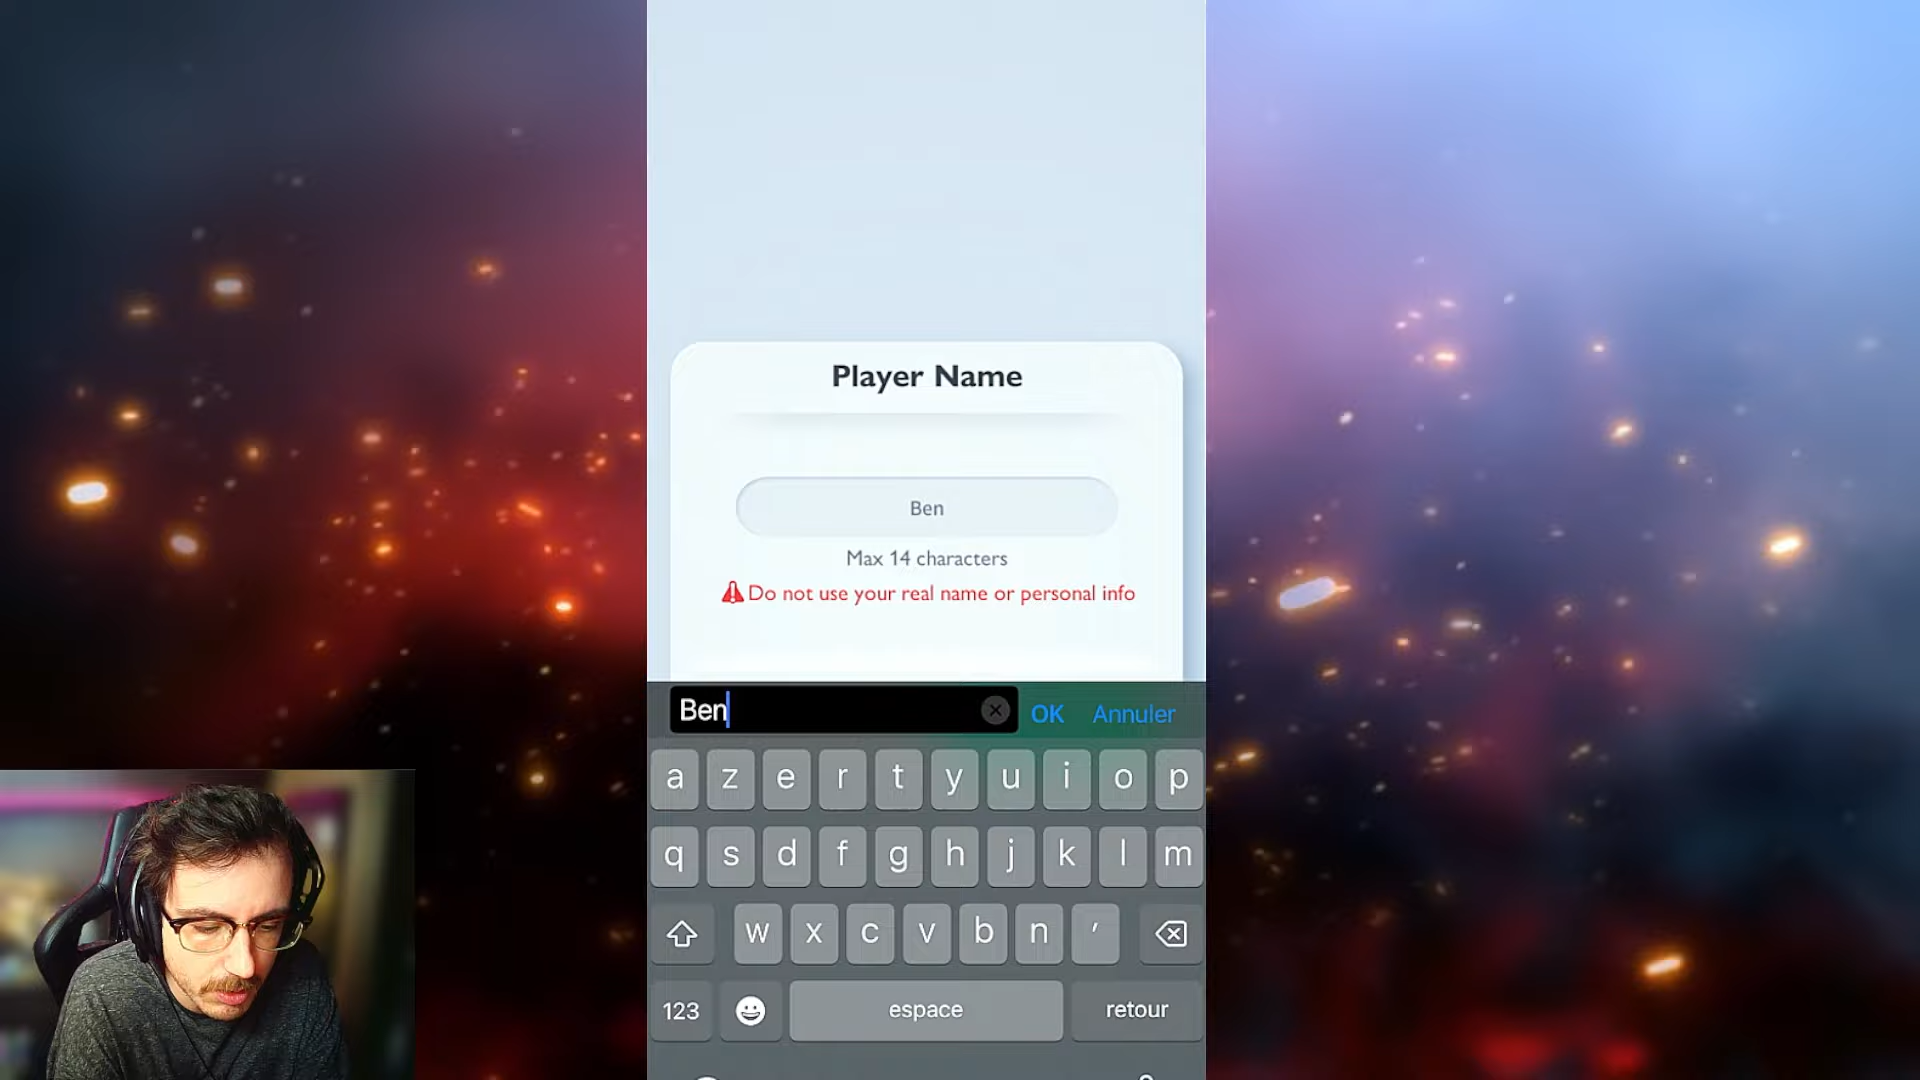 Player Name
Ben
Max 14 characters
Do not use your real name or personal info
Ben
OK Annuler
a z e r t y u i o p
q s d f g h j k l m
w x c v b n '
123 espace retour